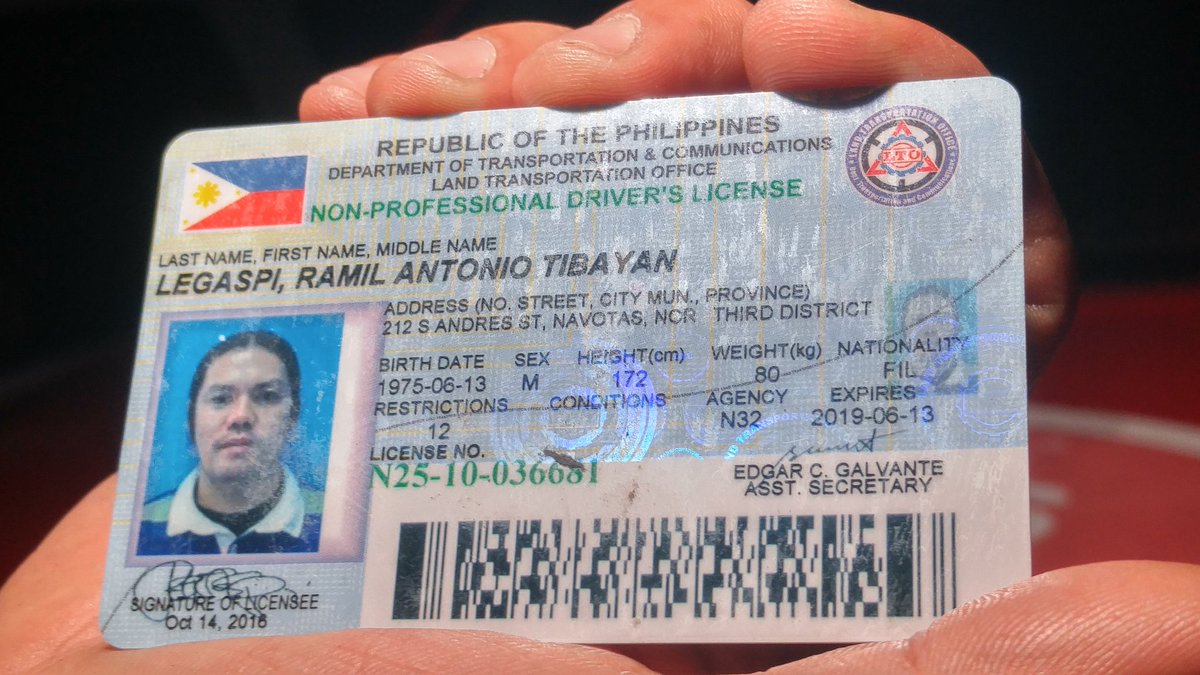 REPUBLIC OF THE PHILIPPINES
DEPARTMENT OF TRANSPORTATION & COMMUNICATIONS
LAND TRANSPORTATION OFFICE
NON-PROFESSIONAL DRIVER'S LICENSE
LTO
LAST NAME, FIRST NAME, MIDDLE NAME
LEGASPI, RAMIL ANTONIO TIBAYAN
ADDRESS (NO. STREET, CITY MUN., PROVINCE)
212 S ANDRES ST, NAVOTAS, NCR THIRD DISTRICT
BIRTH DATE SEX HEIGHT(cm) WEIGHT(kg) NATIONALITY
1975-06-13 M 172 80 FIL
RESTRICTIONS CONDITIONS AGENCY EXPIRES
12 N32 2019-06-13
LICENSE NO.
N25-10-036681
EDGAR C. GALVANTE
ASST. SECRETARY
SIGNATURE OF LICENSEE
Oct 14, 2016